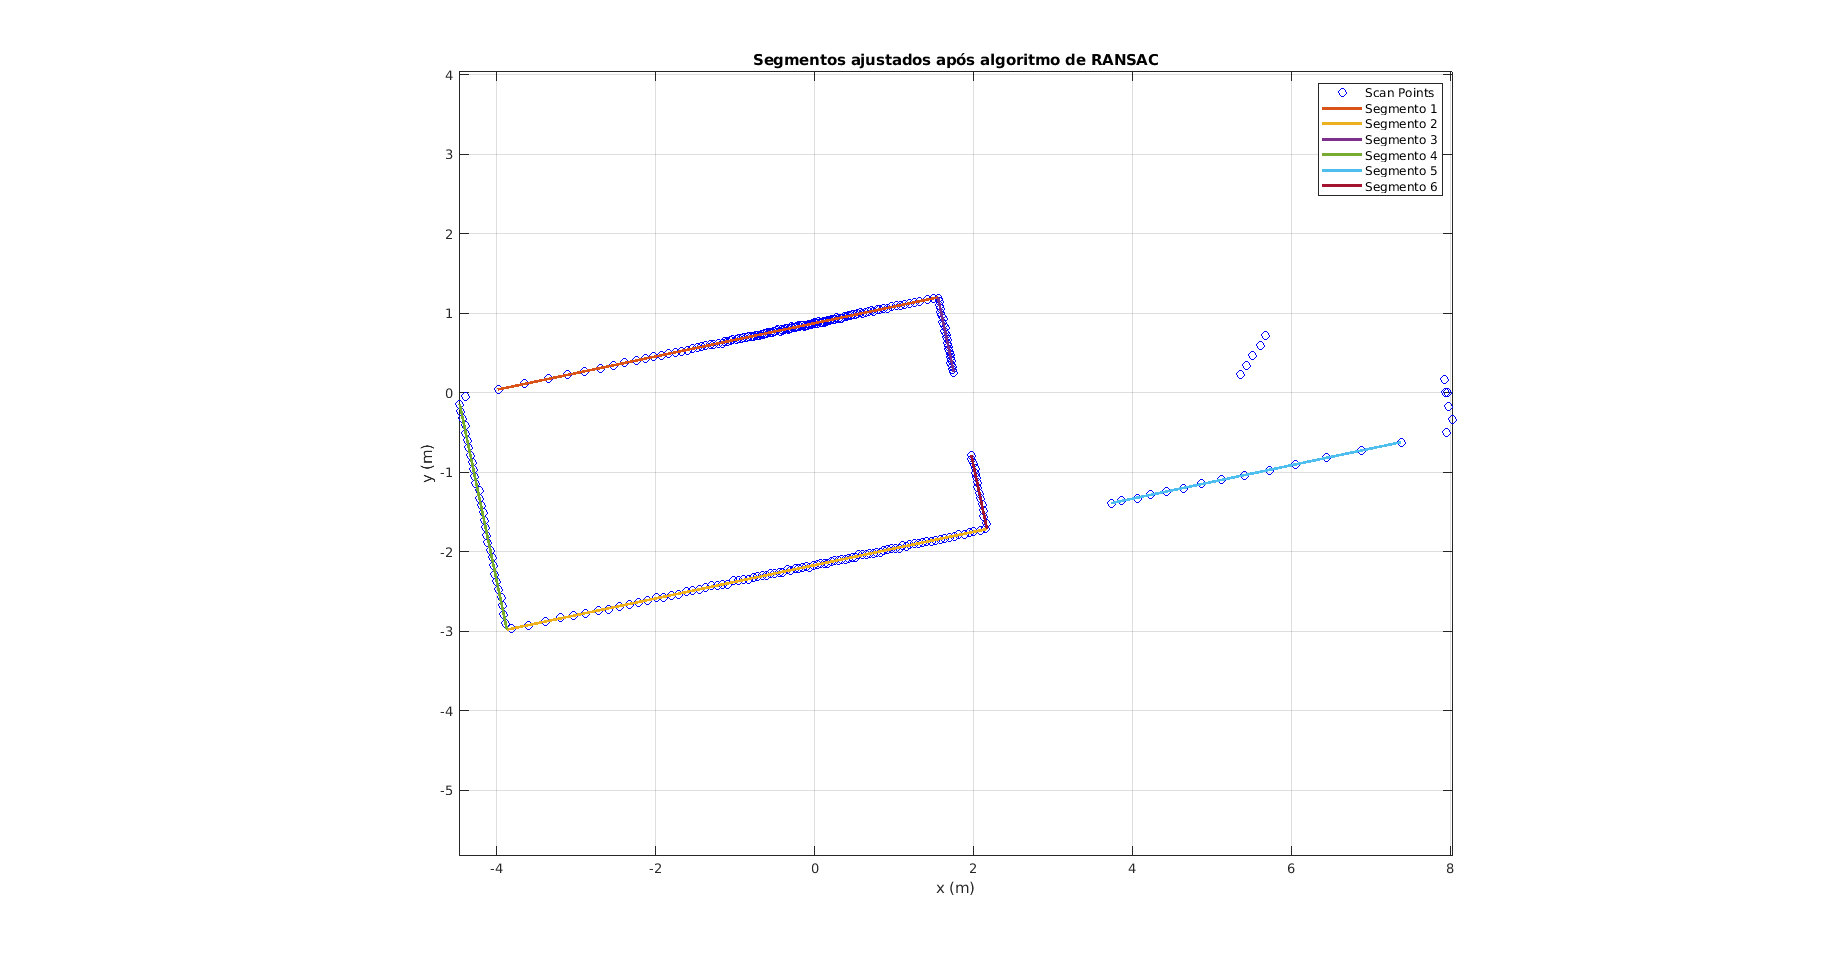 Segmentos ajustados após algoritmo de RANSAC
Scan Points
Segmento 1
Segmento 2
Segmento 3
Segmento 4
Segmento 5
Segmento 6
4
3
2
1
0
-1
-2
-3
-4
-5
y (m)
-4 -2 0 2 4 6 8
x (m)